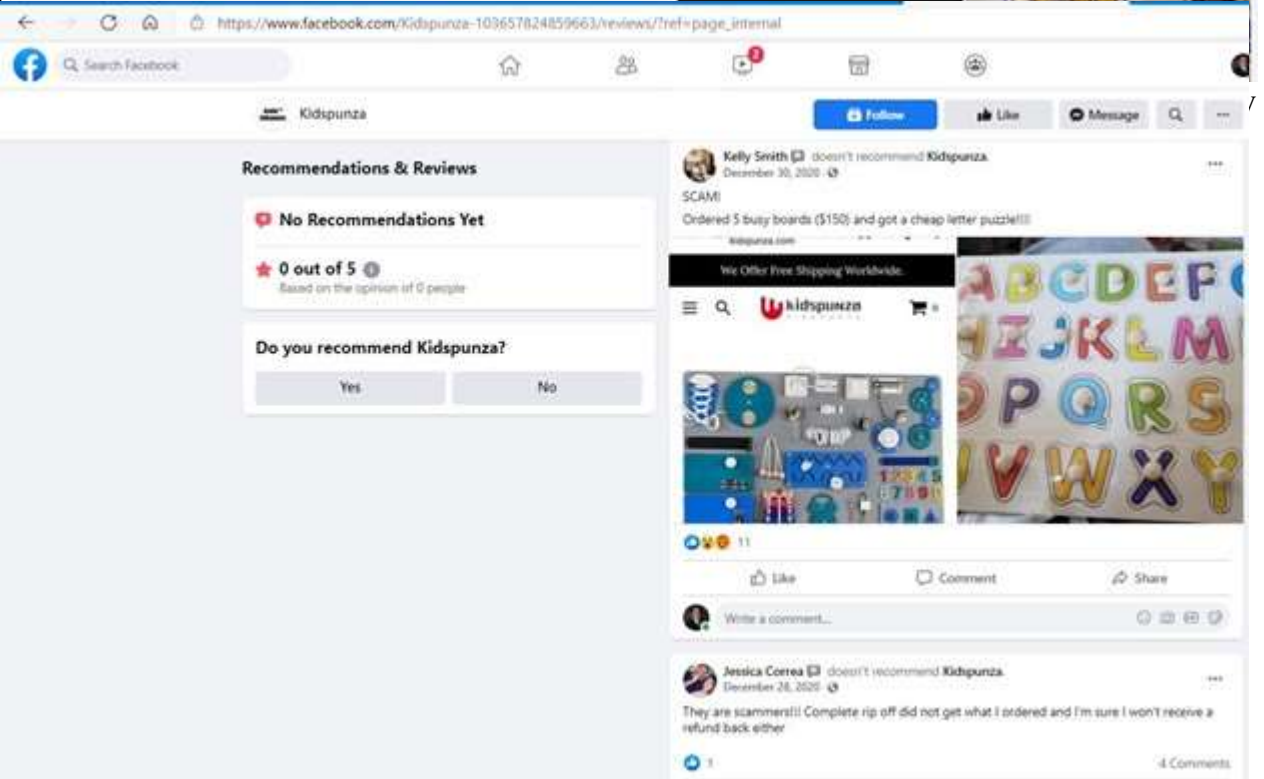 https://www.facebook.com/Kidspunza-103657824859663/reviews/?ref=page_internal
Search Facebook
2
Kidspunza
Follow
Like
Message
Recommendations & Reviews
No Recommendations Yet
0 out of 5
Based on the opinion of 0 people
Do you recommend Kidspunza?
Yes
No
Kelly Smith doesn't recommend Kidspunza.
December 30, 2020
SCAM!
Ordered 5 busy boards ($150) and got a cheap letter puzzle!!!!
kidspunza.com
We Offer Free Shipping Worldwide.
kidspunza
A B C D E F
I J K L M
O P Q R S
V W X Y
11
Like
Comment
Share
Write a comment...
Jessica Correa doesn't recommend Kidspunza.
December 28, 2020
They are scammers!!! Complete rip off did not get what I ordered and I'm sure I won't receive a
refund back either
1
4 Comments